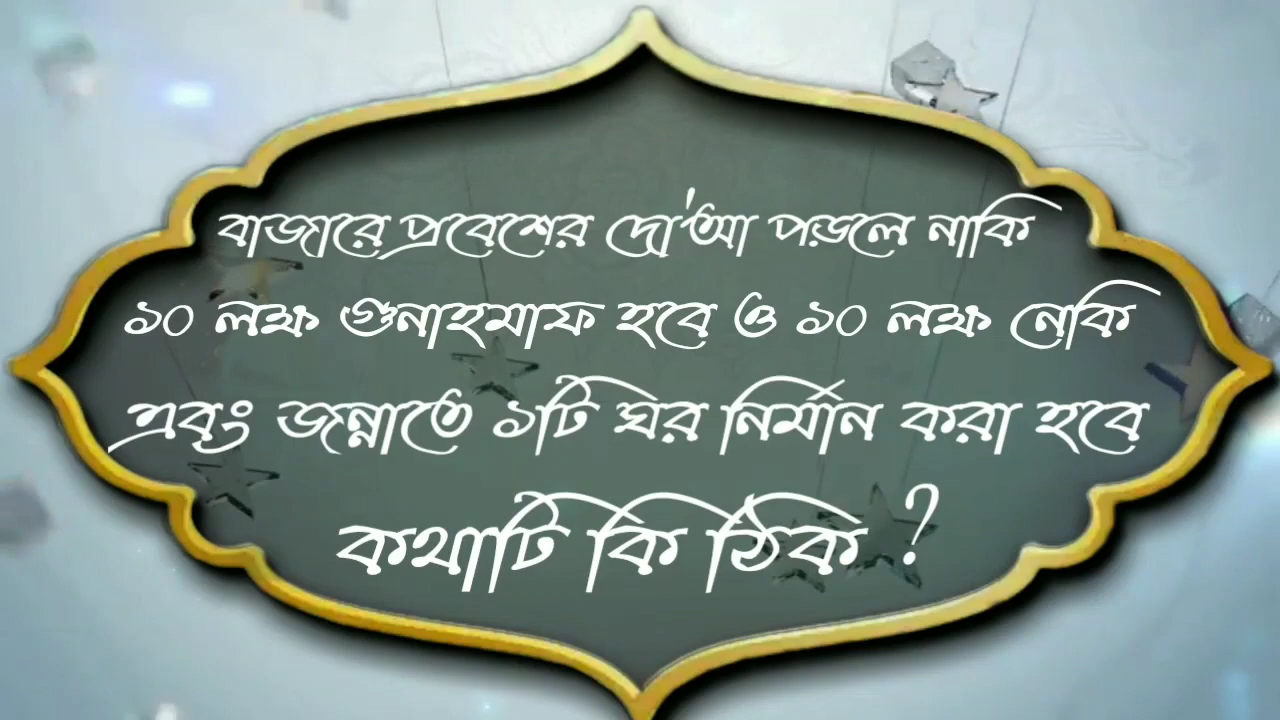 বাজারে প্রবেশের দো'আ পড়লে নাকি
১০ লক্ষ গুনাহমাফ হবে ও ১০ লক্ষ নেকি
এবং জন্নাতে ১টি ঘর নির্মান করা হবে
কথাটি কি ঠিক ?